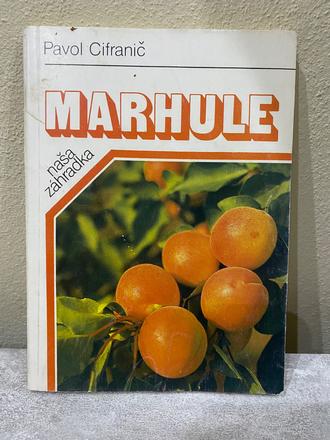 Pavol Cifranič
MARHULE
naša
záhradka